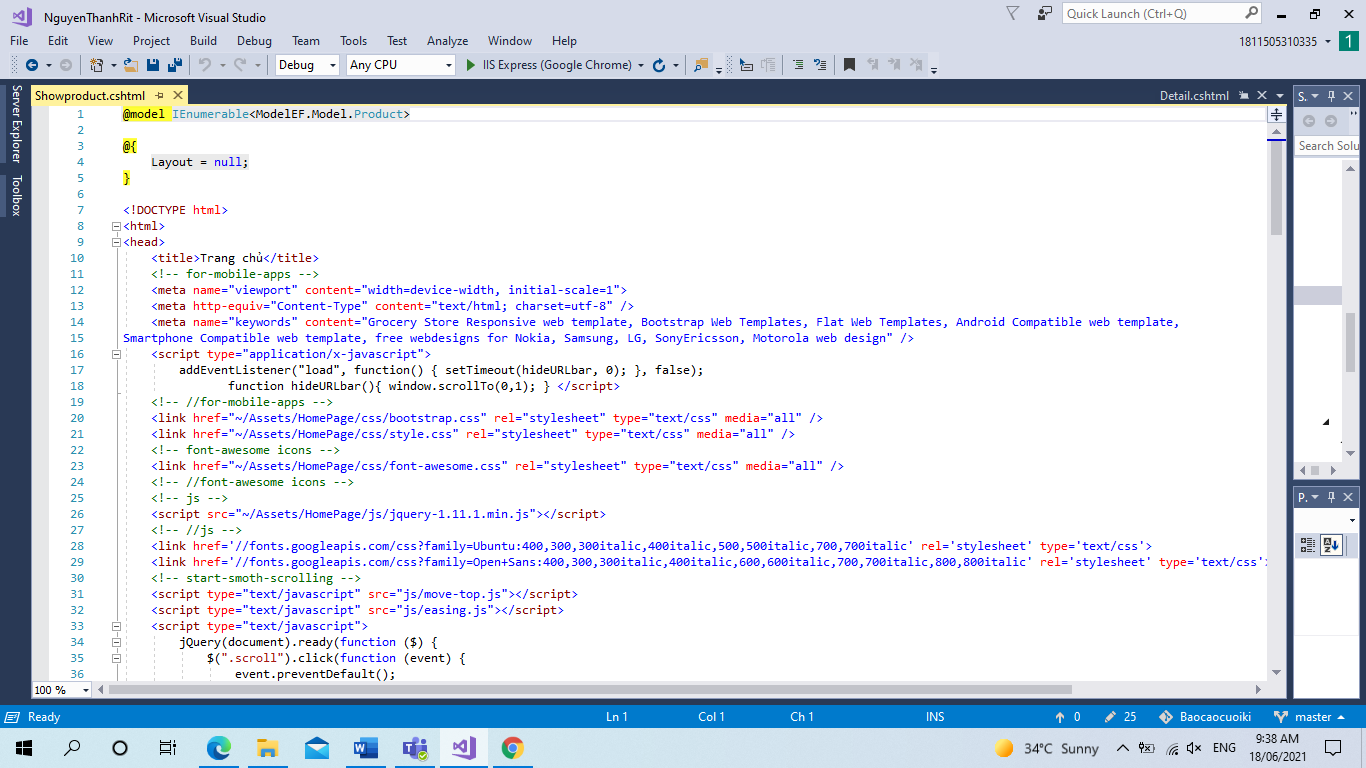 NguyenThanhRit - Microsoft Visual Studio
Quick Launch (Ctrl+Q)
File Edit View Project Build Debug Team Tools Test Analyze Window Help
1811505310335
1
Debug Any CPU IIS Express (Google Chrome)
Server Explorer
Toolbox
Showproduct.cshtml
Detail.cshtml
S.
Search Solu
P.
1 @model IEnumerable<ModelEF.Model.Product>
2
3 @{
4 Layout = null;
5 }
6
7 <!DOCTYPE html>
8 <html>
9 <head>
10 <title>Trang chủ</title>
11 <!-- for-mobile-apps -->
12 <meta name="viewport" content="width=device-width, initial-scale=1">
13 <meta http-equiv="Content-Type" content="text/html; charset=utf-8" />
14 <meta name="keywords" content="Grocery Store Responsive web template, Bootstrap Web Templates, Flat Web Templates, Android Compatible web template,
15 Smartphone Compatible web template, free webdesigns for Nokia, Samsung, LG, SonyEricsson, Motorola web design" />
16 <script type="application/x-javascript">
17 addEventListener("load", function() { setTimeout(hideURLbar, 0); }, false);
18 function hideURLbar(){ window.scrollTo(0,1); } </script>
19 <!-- //for-mobile-apps -->
20 <link href="~/Assets/HomePage/css/bootstrap.css" rel="stylesheet" type="text/css" media="all" />
21 <link href="~/Assets/HomePage/css/style.css" rel="stylesheet" type="text/css" media="all" />
22 <!-- font-awesome icons -->
23 <link href="~/Assets/HomePage/css/font-awesome.css" rel="stylesheet" type="text/css" media="all" />
24 <!-- //font-awesome icons -->
25 <!-- js -->
26 <script src="~/Assets/HomePage/js/jquery-1.11.1.min.js"></script>
27 <!-- //js -->
28 <link href='//fonts.googleapis.com/css?family=Ubuntu:400,300,300italic,400italic,500,500italic,700,700italic' rel='stylesheet' type='text/css'>
29 <link href='//fonts.googleapis.com/css?family=Open+Sans:400,300,300italic,400italic,600,600italic,700,700italic,800,800italic' rel='stylesheet' type='text/css'>
30 <!-- start-smoth-scrolling -->
31 <script type="text/javascript" src="js/move-top.js"></script>
32 <script type="text/javascript" src="js/easing.js"></script>
33 <script type="text/javascript">
34 jQuery(document).ready(function ($) {
35 $(".scroll").click(function (event) {
36 event.preventDefault();
100 %
Ready Ln 1 Col 1 Ch 1 INS 0 25 Baocaocuoiki master
34°C Sunny ENG
9:38 AM
18/06/2021